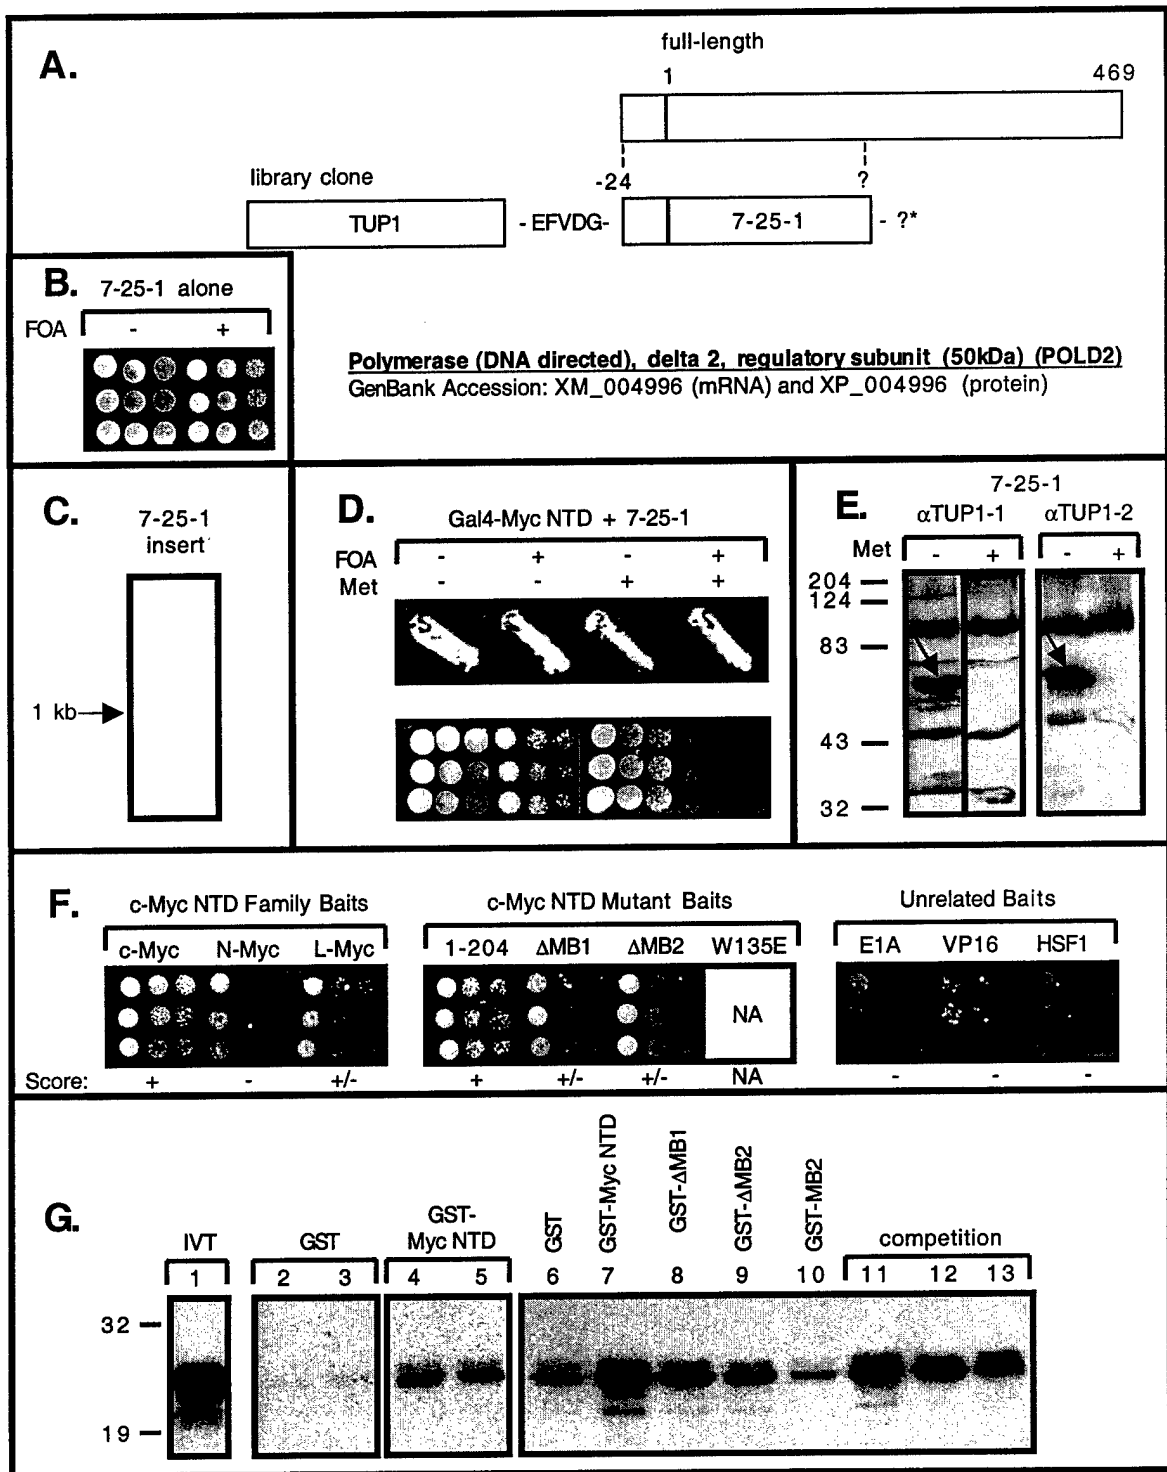 A.
full-length
1
469
library clone
-24
?
TUP1
- EFVDG-
7-25-1
- ?*
B.
7-25-1 alone
FOA
- +
Polymerase (DNA directed), delta 2, regulatory subunit (50kDa) (POLD2)
GenBank Accession: XM_004996 (mRNA) and XP_004996 (protein)
C.
7-25-1
insert
1 kb
D.
Gal4-Myc NTD + 7-25-1
FOA - + - +
Met - - + +
E.
7-25-1
αTUP1-1 αTUP1-2
Met - + - +
204
124
83
43
32
F.
c-Myc NTD Family Baits
c-Myc N-Myc L-Myc
c-Myc NTD Mutant Baits
1-204 ΔMB1 ΔMB2 W135E
NA
Unrelated Baits
E1A VP16 HSF1
Score: + - +/- + +/- +/- NA - - -
G.
IVT
GST
GST-
Myc NTD
GST
GST-Myc NTD
GST-ΔMB1
GST-ΔMB2
GST-MB2
competition
1 2 3 4 5 6 7 8 9 10 11 12 13
32
19